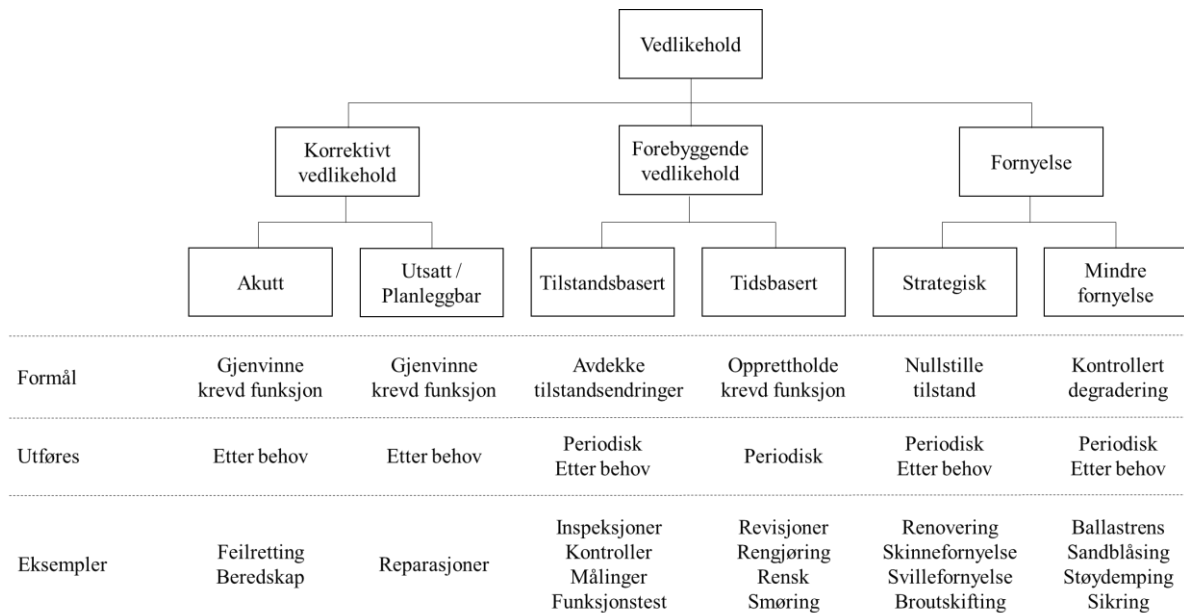 Vedlikehold
Korrektivt
vedlikehold
Forebyggende
vedlikehold
Fornyelse
Akutt
Utsatt /
Planleggbar
Tilstandsbasert
Tidsbasert
Strategisk
Mindre
fornyelse
Formål
Gjenvinne
krevd funksjon
Gjenvinne
krevd funksjon
Avdekke
tilstandsendringer
Opprettholde
krevd funksjon
Nullstille
tilstand
Kontrollert
degradering
Utføres
Etter behov
Etter behov
Periodisk
Etter behov
Periodisk
Periodisk
Etter behov
Periodisk
Etter behov
Eksempler
Feilretting
Beredskap
Reparasjoner
Inspeksjoner
Kontroller
Målinger
Funksjonstest
Revisjoner
Rengjøring
Rensk
Smøring
Renovering
Skinnefornyelse
Svillefornyelse
Broutskifting
Ballastrens
Sandblåsing
Støydemping
Sikring